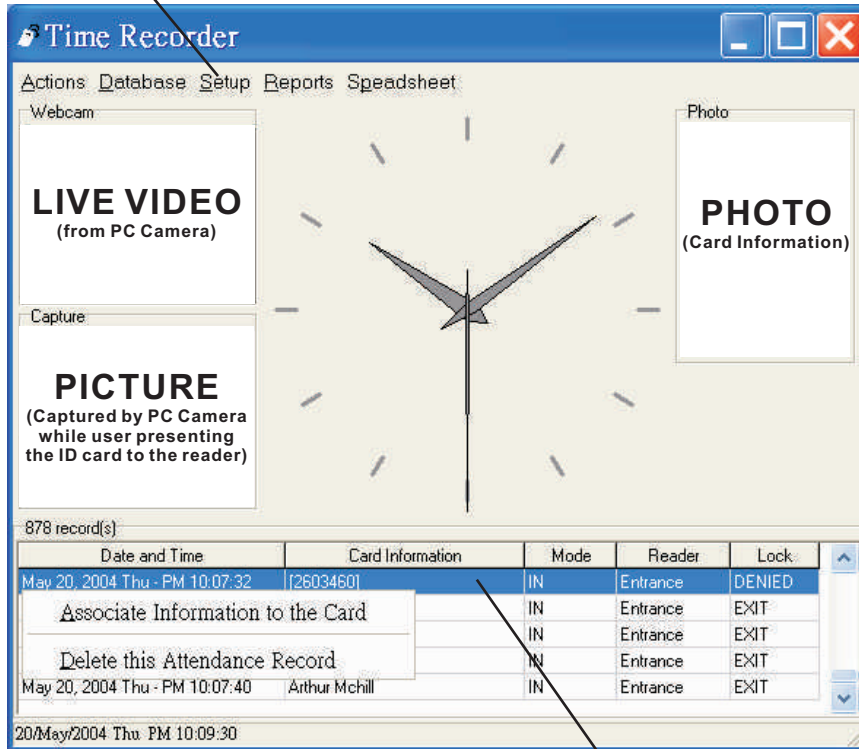 Time Recorder
Actions Database Setup Reports Speadsheet
Webcam
LIVE VIDEO
(from PC Camera)
Photo
PHOTO
(Card Information)
Capture
PICTURE
(Captured by PC Camera
while user presenting
the ID card to the reader)
878 record(s)
Date and Time Card Information Mode Reader Lock
May 20, 2004 Thu - PM 10:07:32 [2603460] IN Entrance DENIED
Associate Information to the Card IN Entrance EXIT
IN Entrance EXIT
Delete this Attendance Record IN Entrance EXIT
May 20, 2004 Thu - PM 10:07:40 Arthur Mchill IN Entrance EXIT
20/May/2004 Thu PM 10:09:30